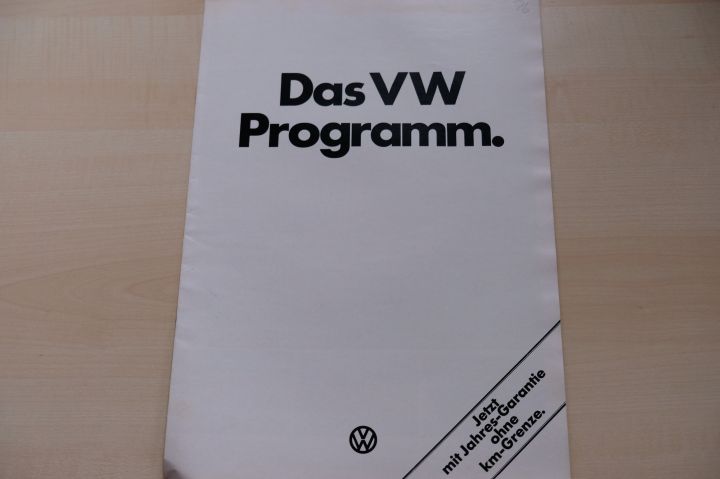 Das VW
Programm.
Jetzt
mit Jahres-Garantie
ohne
km-Grenze.